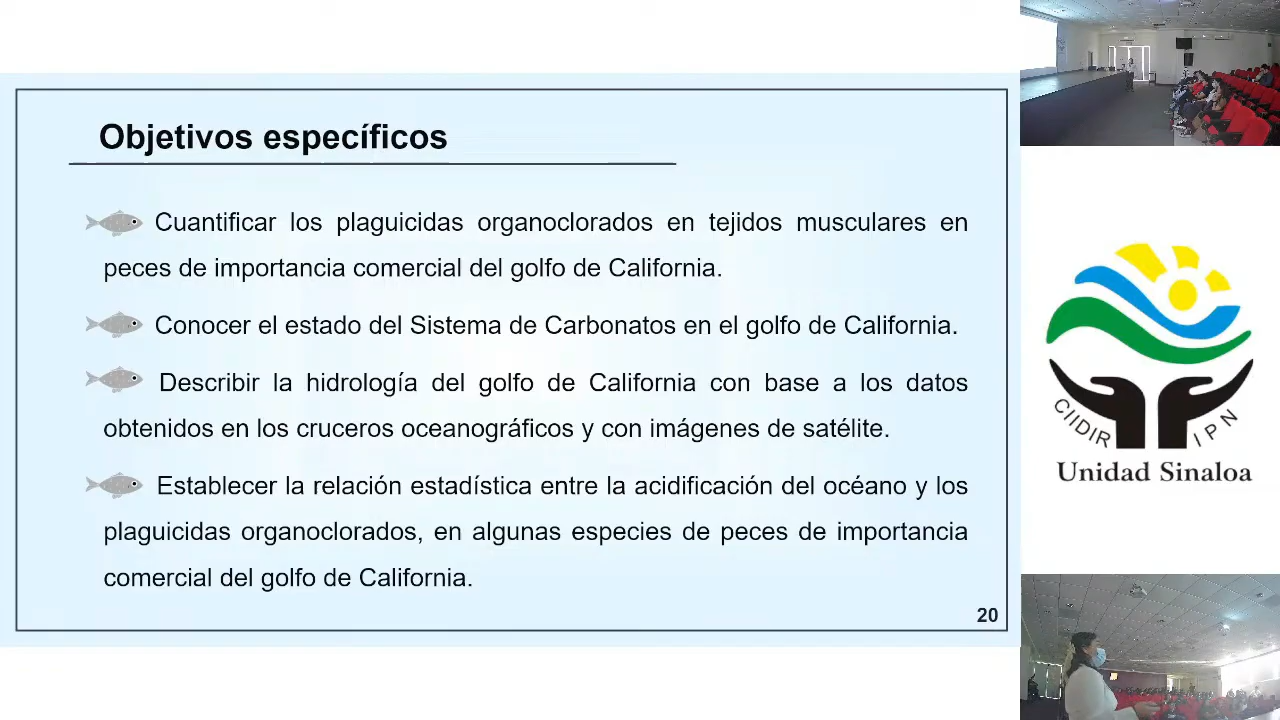 Objetivos específicos
Cuantificar los plaguicidas organoclorados en tejidos musculares en
peces de importancia comercial del golfo de California.
Conocer el estado del Sistema de Carbonatos en el golfo de California.
Describir la hidrología del golfo de California con base a los datos
obtenidos en los cruceros oceanográficos y con imágenes de satélite.
Establecer la relación estadística entre la acidificación del océano y los
plaguicidas organoclorados, en algunas especies de peces de importancia
comercial del golfo de California.
20
CIIDIR IPN
Unidad Sinaloa